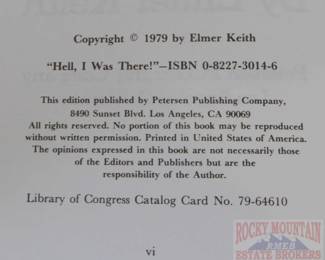 Copyright © 1979 by Elmer Keith
"Hell, I Was There!"—ISBN 0-8227-3014-6
This edition published by Petersen Publishing Company,
8490 Sunset Blvd. Los Angeles, CA 90069
All rights reserved. No portion of this book may be reproduced
without written permission. Printed in United States of America.
The opinions expressed in this book are not necessarily those
of the Editors and Publishers but are the
responsibility of the Author.
Library of Congress Catalog Card No. 79-64610
vi
ROCKY MOUNTAIN
RMEB
ESTATE BROKERS